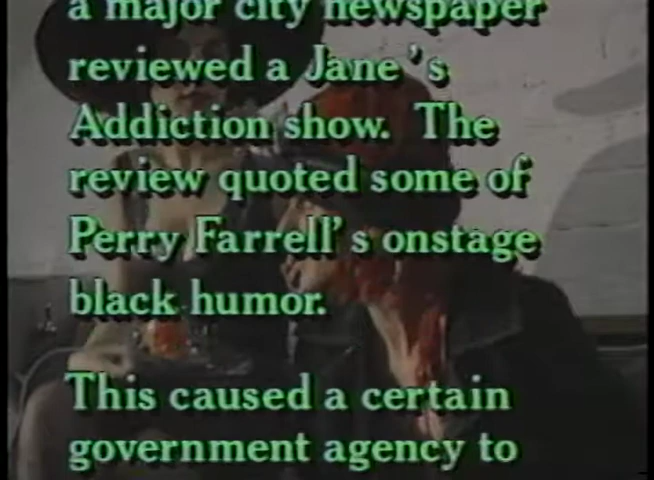 a major city newspaper
reviewed a Jane's
Addiction show. The
review quoted some of
Perry Farrell's onstage
black humor.
This caused a certain
government agency to